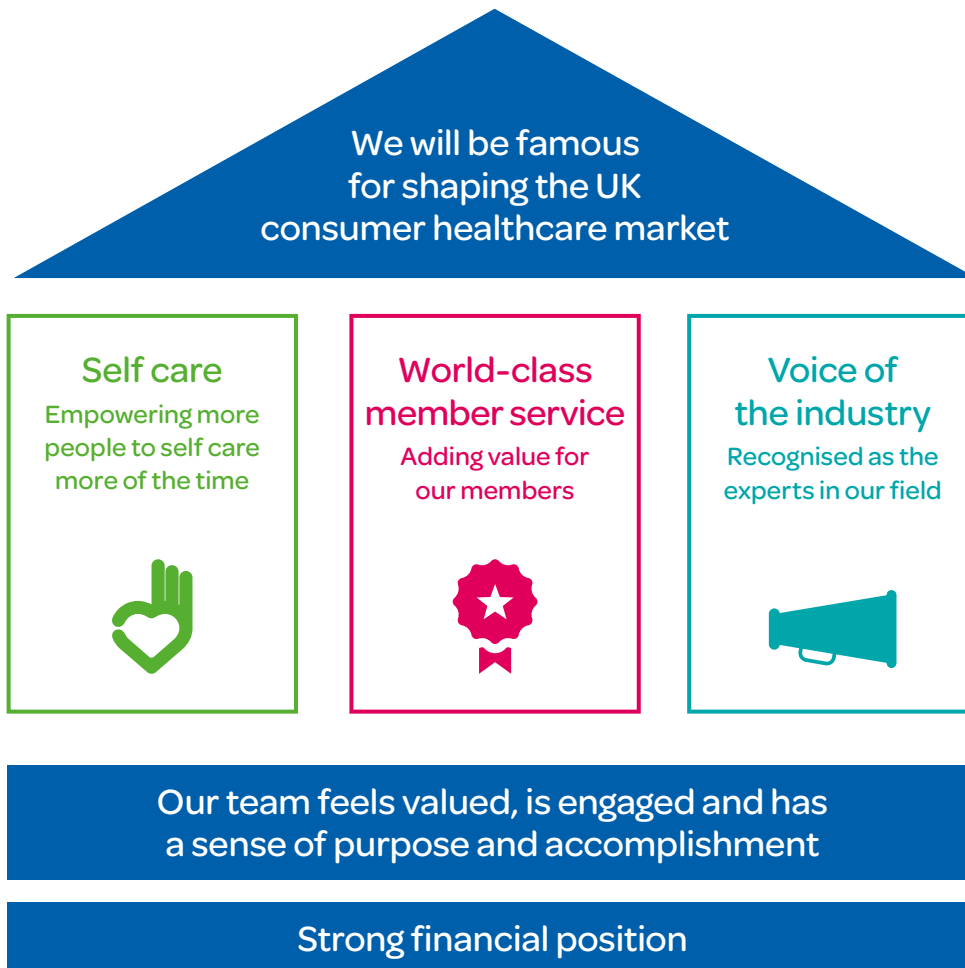 We will be famous
for shaping the UK
consumer healthcare market
Self care
Empowering more
people to self care
more of the time
World-class
member service
Adding value for
our members
Voice of
the industry
Recognised as the
experts in our field
Our team feels valued, is engaged and has
a sense of purpose and accomplishment
Strong financial position